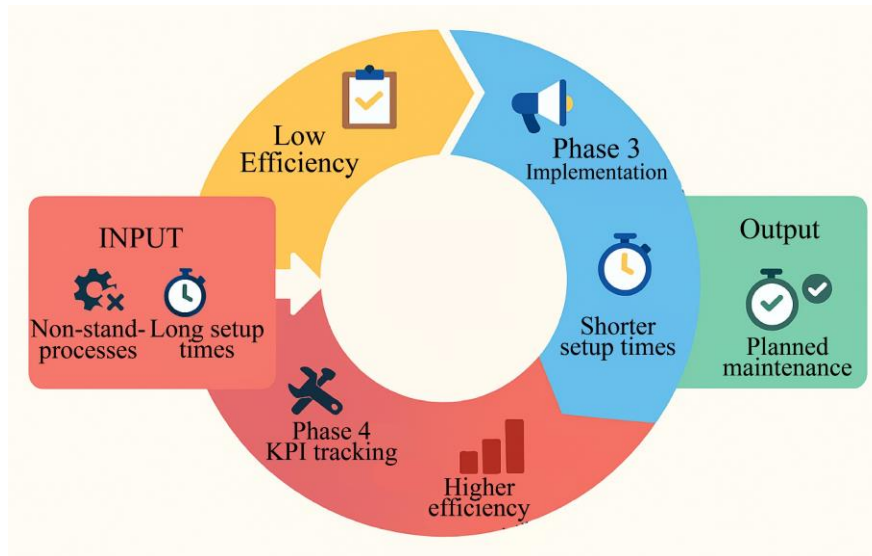 Low
Efficiency
Phase 3
Implementation
INPUT
Non-stand-
processes
Long setup
times
Output
Shorter
setup times
Planned
maintenance
Phase 4
KPI tracking
Higher
efficiency